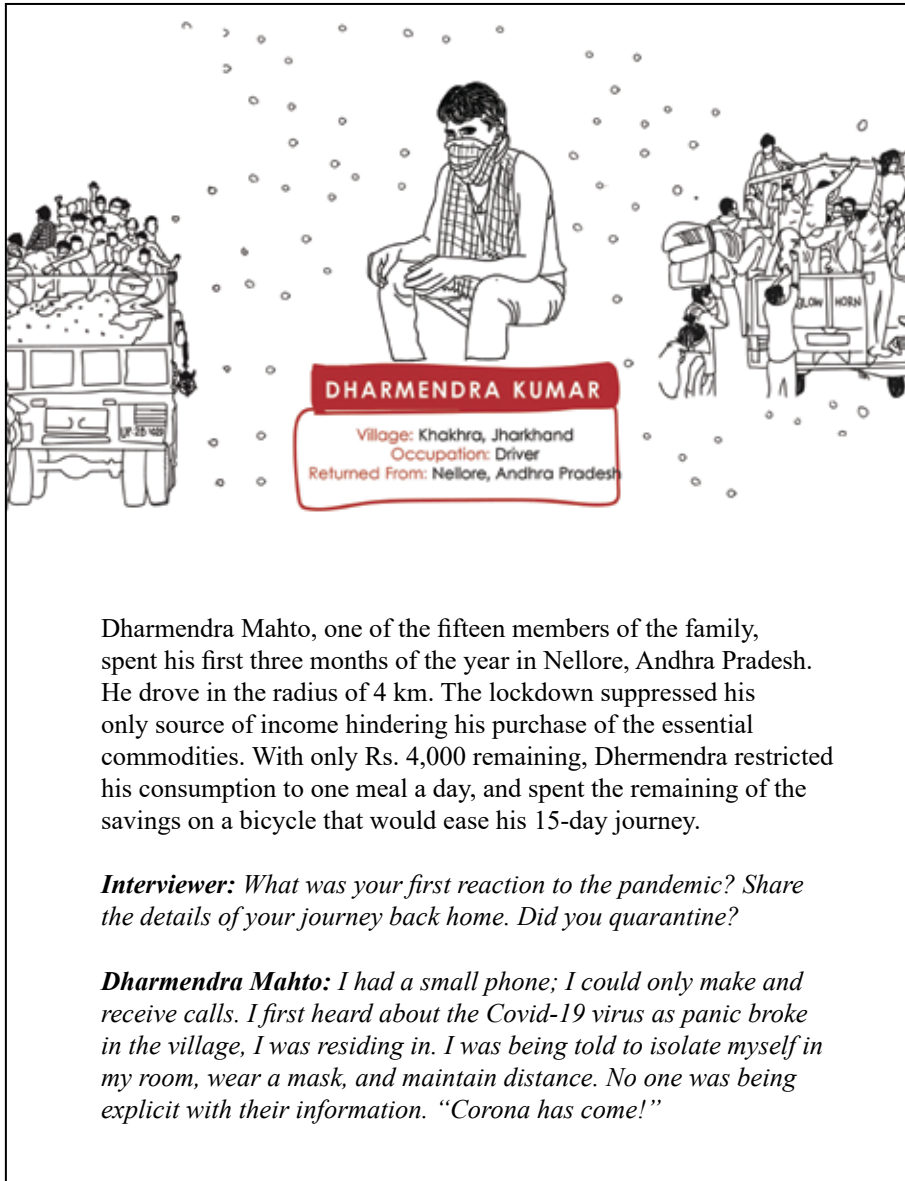 SLOW HORN
UP-2D 1429
DHARMENDRA KUMAR
Village: Khakhra, Jharkhand
Occupation: Driver
Returned From: Nellore, Andhra Pradesh
Dharmendra Mahto, one of the fifteen members of the family,
spent his first three months of the year in Nellore, Andhra Pradesh.
He drove in the radius of 4 km. The lockdown suppressed his
only source of income hindering his purchase of the essential
commodities. With only Rs. 4,000 remaining, Dhermendra restricted
his consumption to one meal a day, and spent the remaining of the
savings on a bicycle that would ease his 15-day journey.
Interviewer: What was your first reaction to the pandemic? Share
the details of your journey back home. Did you quarantine?
Dharmendra Mahto: I had a small phone; I could only make and
receive calls. I first heard about the Covid-19 virus as panic broke
in the village, I was residing in. I was being told to isolate myself in
my room, wear a mask, and maintain distance. No one was being
explicit with their information. “Corona has come!”